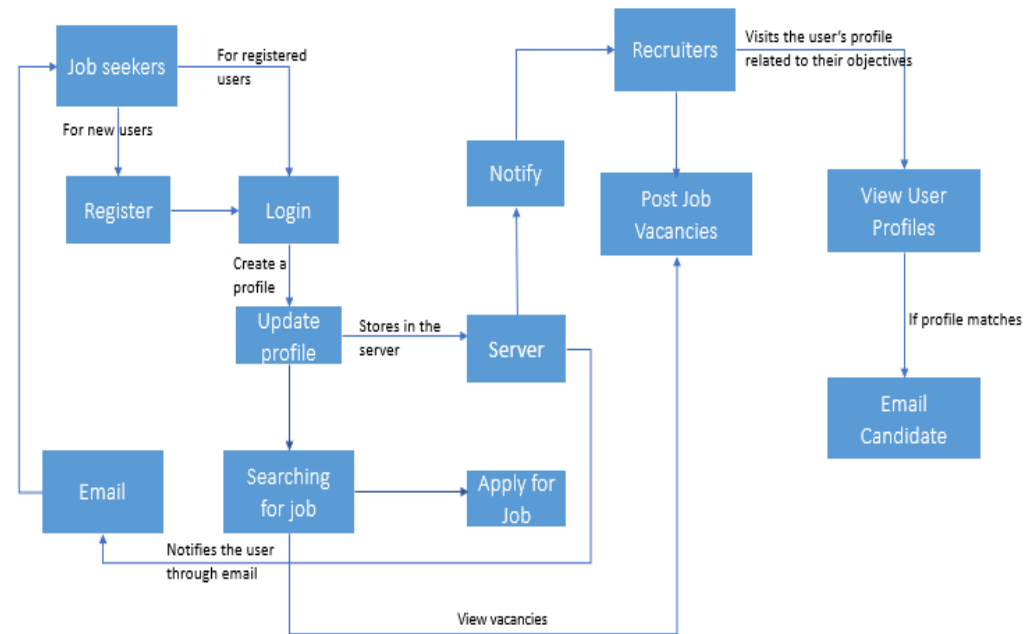 Job seekers
For registered
users
Recruiters
Visits the user's profile
related to their objectives
For new users
Register
Login
Notify
Post Job
Vacancies
View User
Profiles
Create a
profile
Update
profile
Stores in the
server
Server
If profile matches
Email
Candidate
Email
Searching
for job
Apply for
Job
Notifies the user
through email
View vacancies